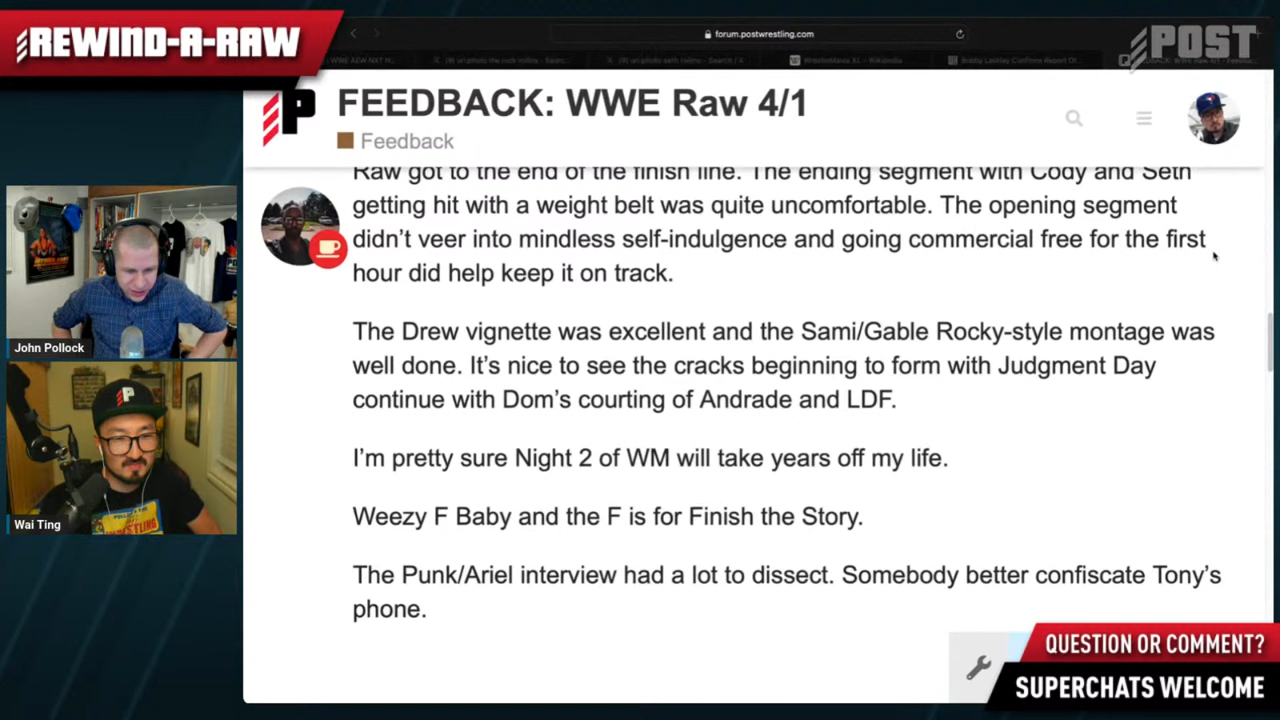 REWIND-A-RAW
forum.postwrestling.com
POST
P
FEEDBACK: WWE Raw 4/1
Feedback
Raw got to the end of the finish line. The ending segment with Cody and Seth
getting hit with a weight belt was quite uncomfortable. The opening segment
didn’t veer into mindless self-indulgence and going commercial free for the first
hour did help keep it on track.
The Drew vignette was excellent and the Sami/Gable Rocky-style montage was
well done. It’s nice to see the cracks beginning to form with Judgment Day
continue with Dom’s courting of Andrade and LDF.
I’m pretty sure Night 2 of WM will take years off my life.
Weezy F Baby and the F is for Finish the Story.
The Punk/Ariel interview had a lot to dissect. Somebody better confiscate Tony’s
phone.
John Pollock
Wai Ting
QUESTION OR COMMENT?
SUPERCHATS WELCOME